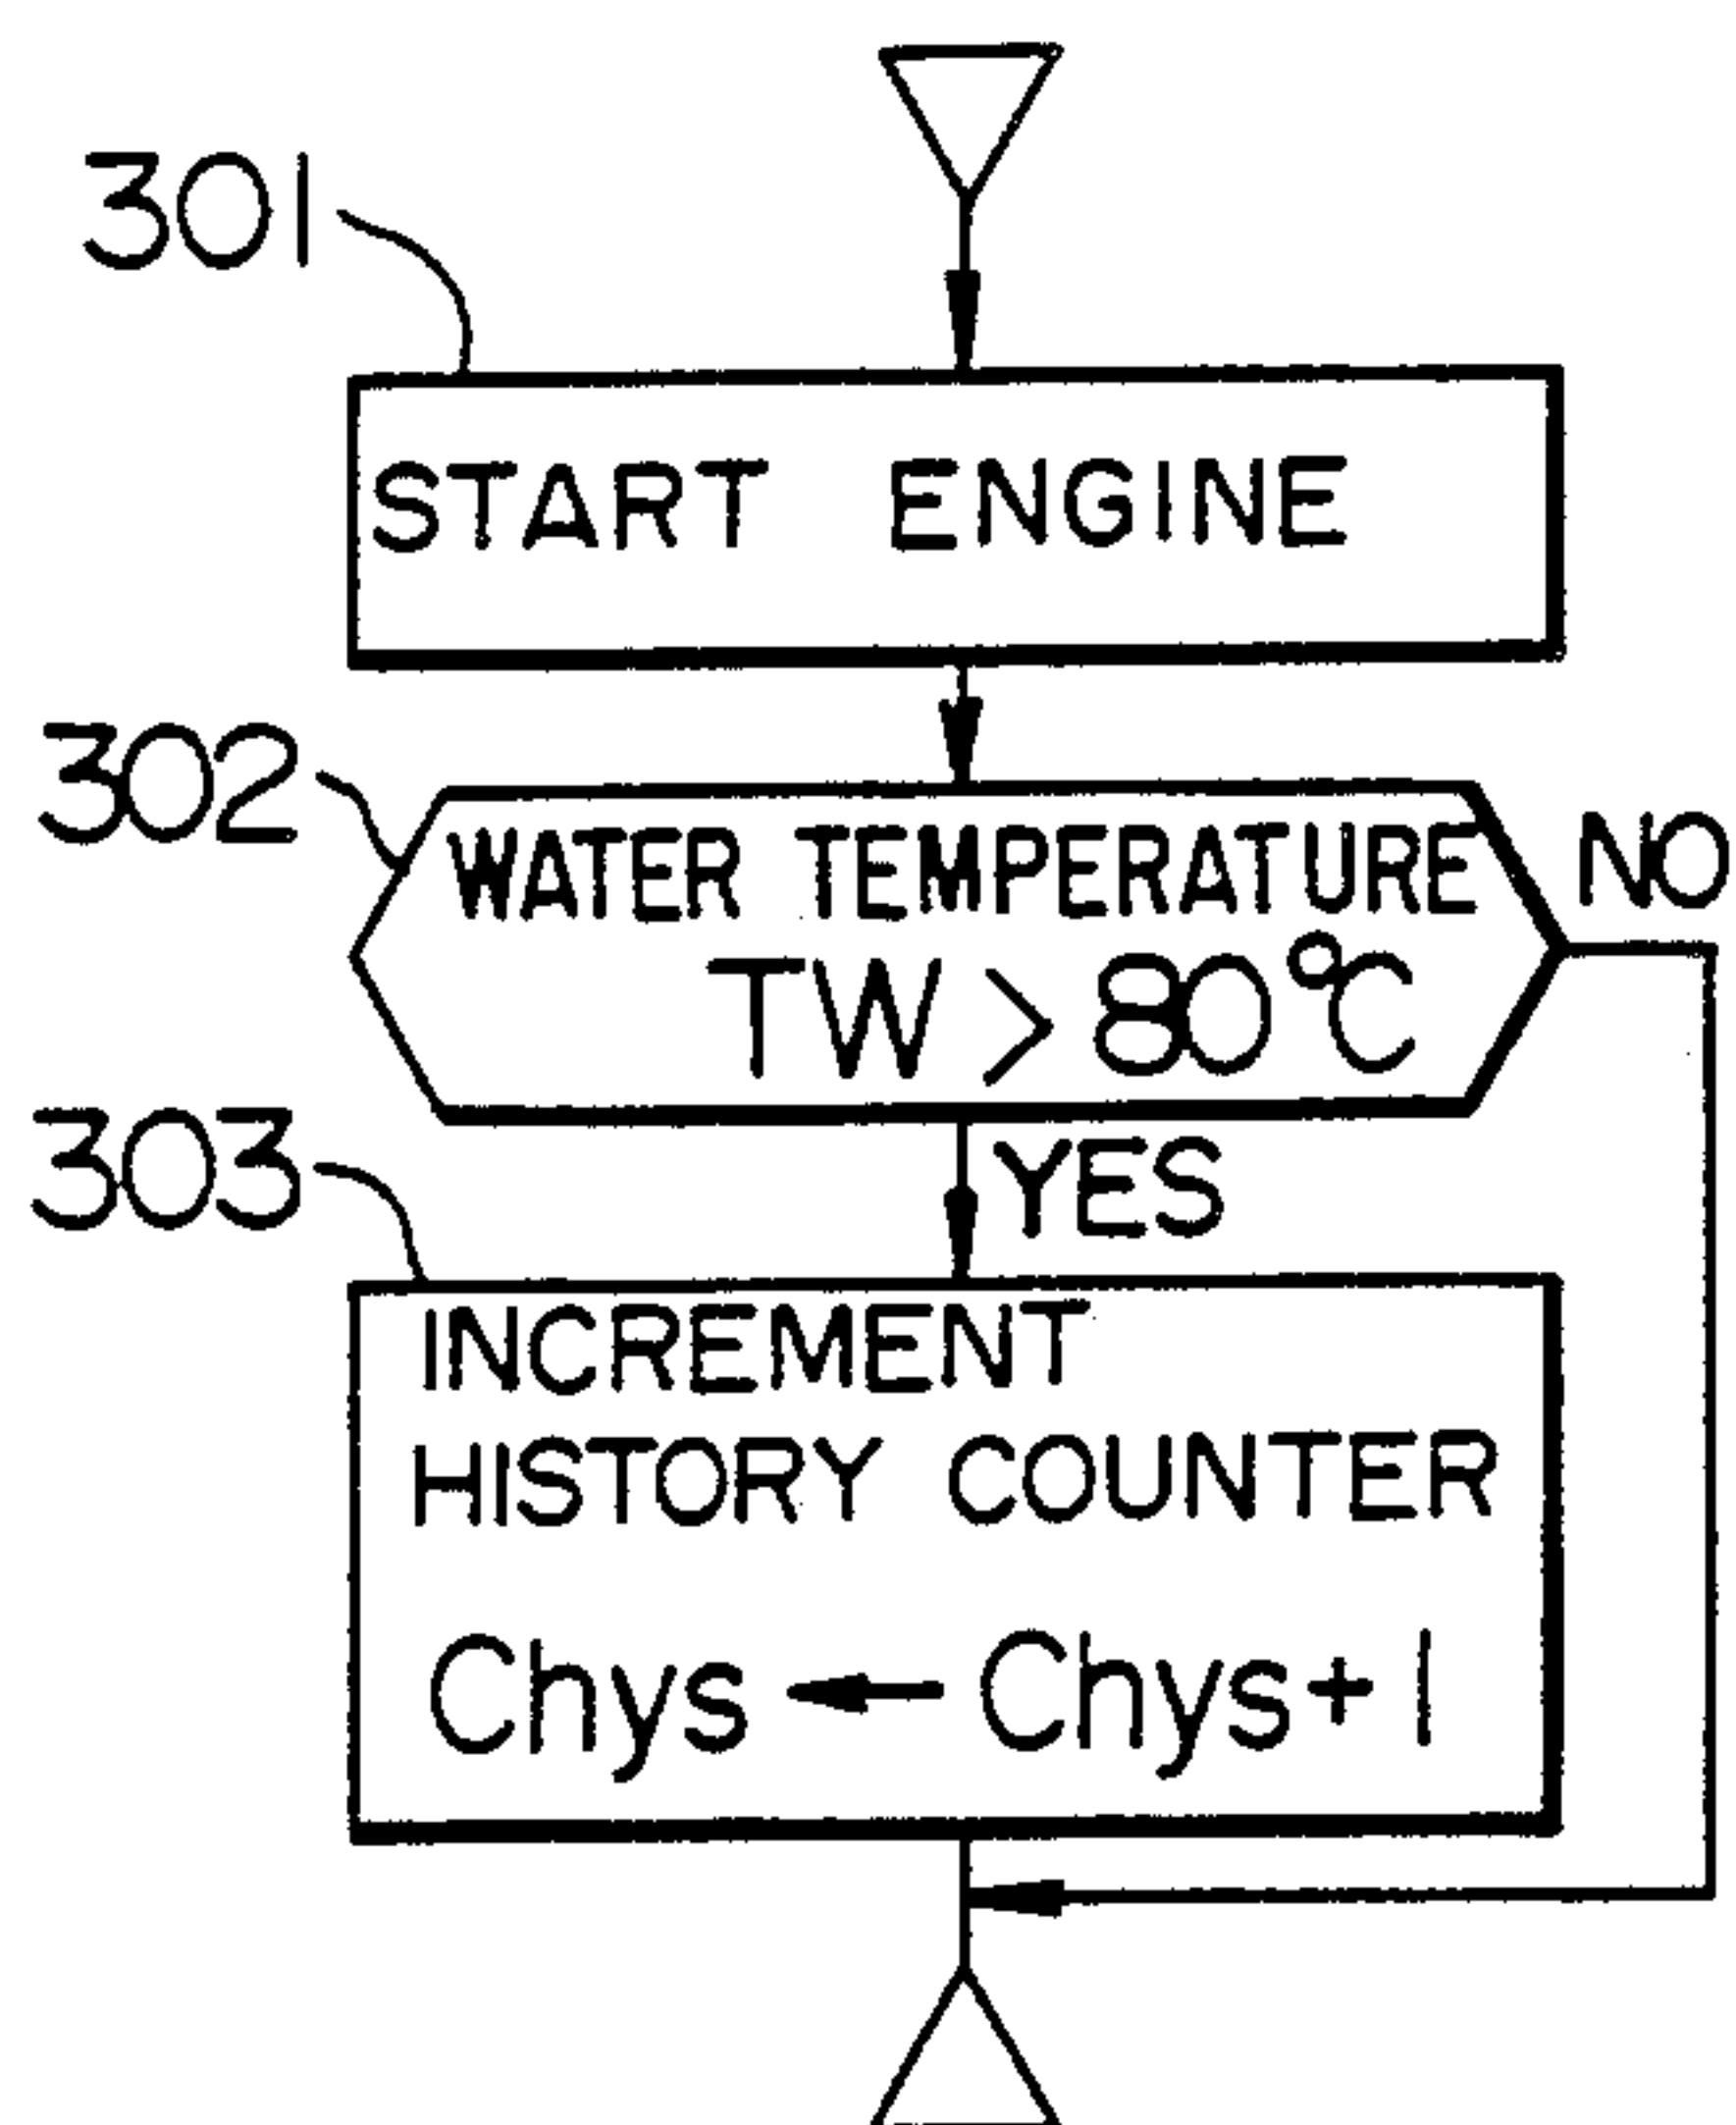 301
START ENGINE
302
WATER TEMPERATURE
NO
TW>80°C
303
YES
INCREMENT
HISTORY COUNTER
Chys ← Chys+1